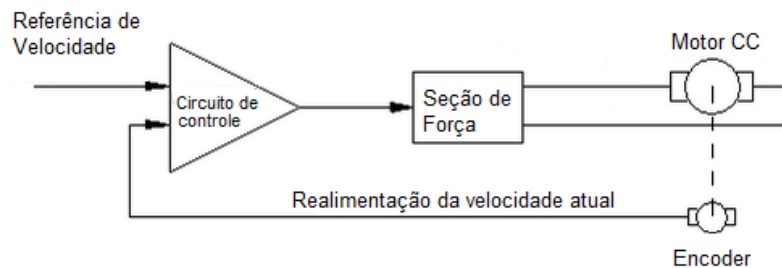 Referência de
Velocidade
Motor CC
Circuito de
controle
Seção de
Força
Realimentação da velocidade atual
Encoder